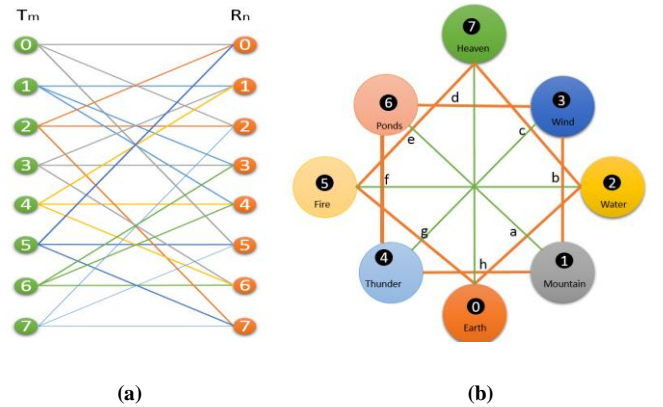 Tm Rn
0 0
1 1
2 2
3 3
4 4
5 5
6 6
7 7
7
Heaven
6
Ponds
d
3
Wind
e
c
5
Fire
f
b
2
Water
g
a
4
Thunder
h
1
Mountain
0
Earth
(a) (b)